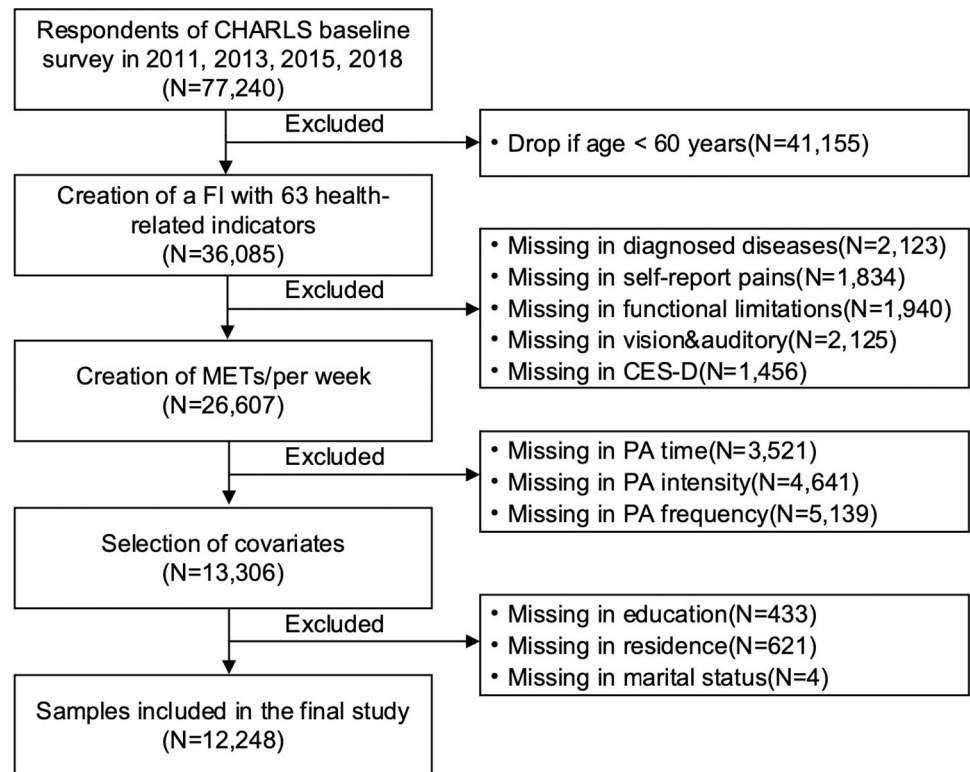 Respondents of CHARLS baseline
survey in 2011, 2013, 2015, 2018
(N=77,240)
Excluded
• Drop if age < 60 years(N=41,155)
Creation of a FI with 63 health-
related indicators
(N=36,085)
Excluded
• Missing in diagnosed diseases(N=2,123)
• Missing in self-report pains(N=1,834)
• Missing in functional limitations(N=1,940)
• Missing in vision&auditory(N=2,125)
• Missing in CES-D(N=1,456)
Creation of METs/per week
(N=26,607)
Excluded
• Missing in PA time(N=3,521)
• Missing in PA intensity(N=4,641)
• Missing in PA frequency(N=5,139)
Selection of covariates
(N=13,306)
Excluded
• Missing in education(N=433)
• Missing in residence(N=621)
• Missing in marital status(N=4)
Samples included in the final study
(N=12,248)